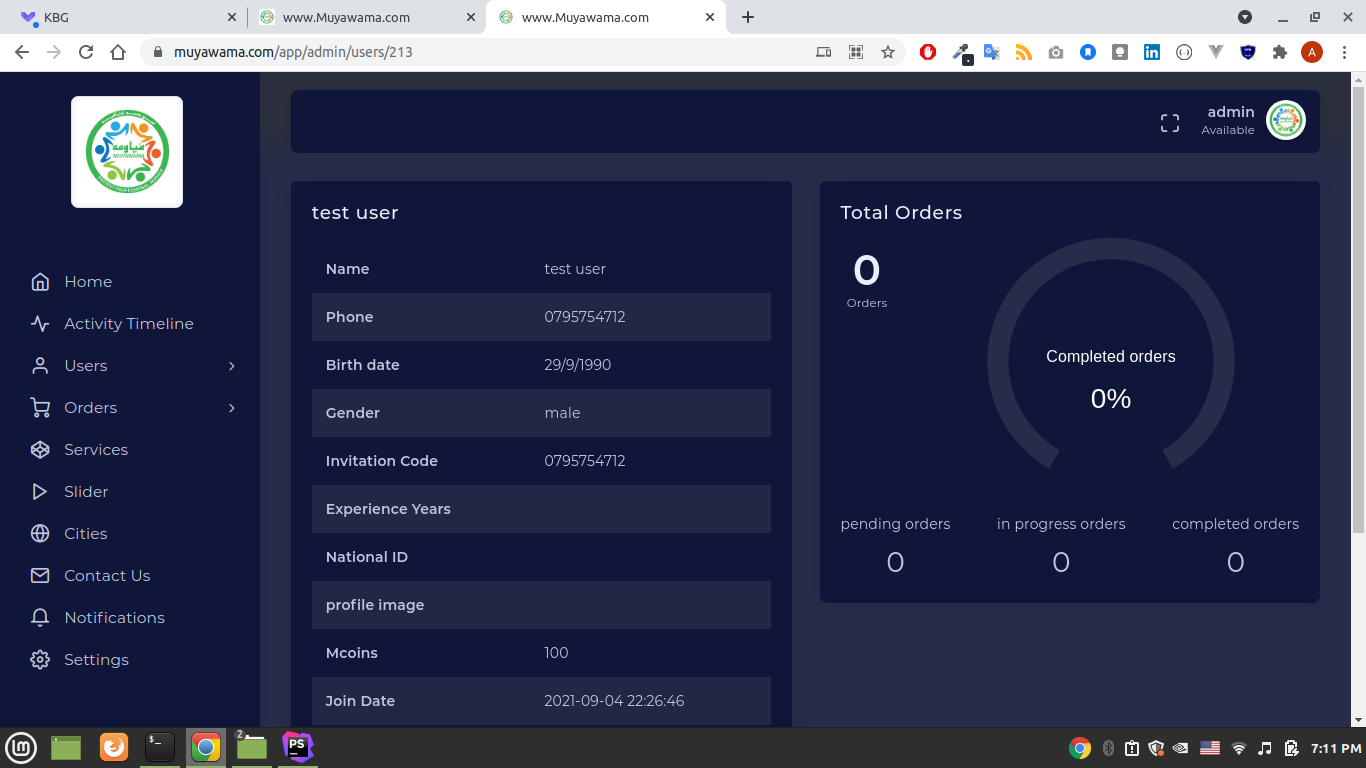 KBG
www.Muyawama.com
www.Muyawama.com
muyawama.com/app/admin/users/213
A
مياومه
MUYAWAMA
admin
Available
Home
Activity Timeline
Users
Orders
Services
Slider
Cities
Contact Us
Notifications
Settings
test user
Name test user
Phone 0795754712
Birth date 29/9/1990
Gender male
Invitation Code 0795754712
Experience Years
National ID
profile image
Mcoins 100
Join Date 2021-09-04 22:26:46
Total Orders
0
Orders
Completed orders
0%
pending orders in progress orders completed orders
0 0 0
2
PS
7:11 PM